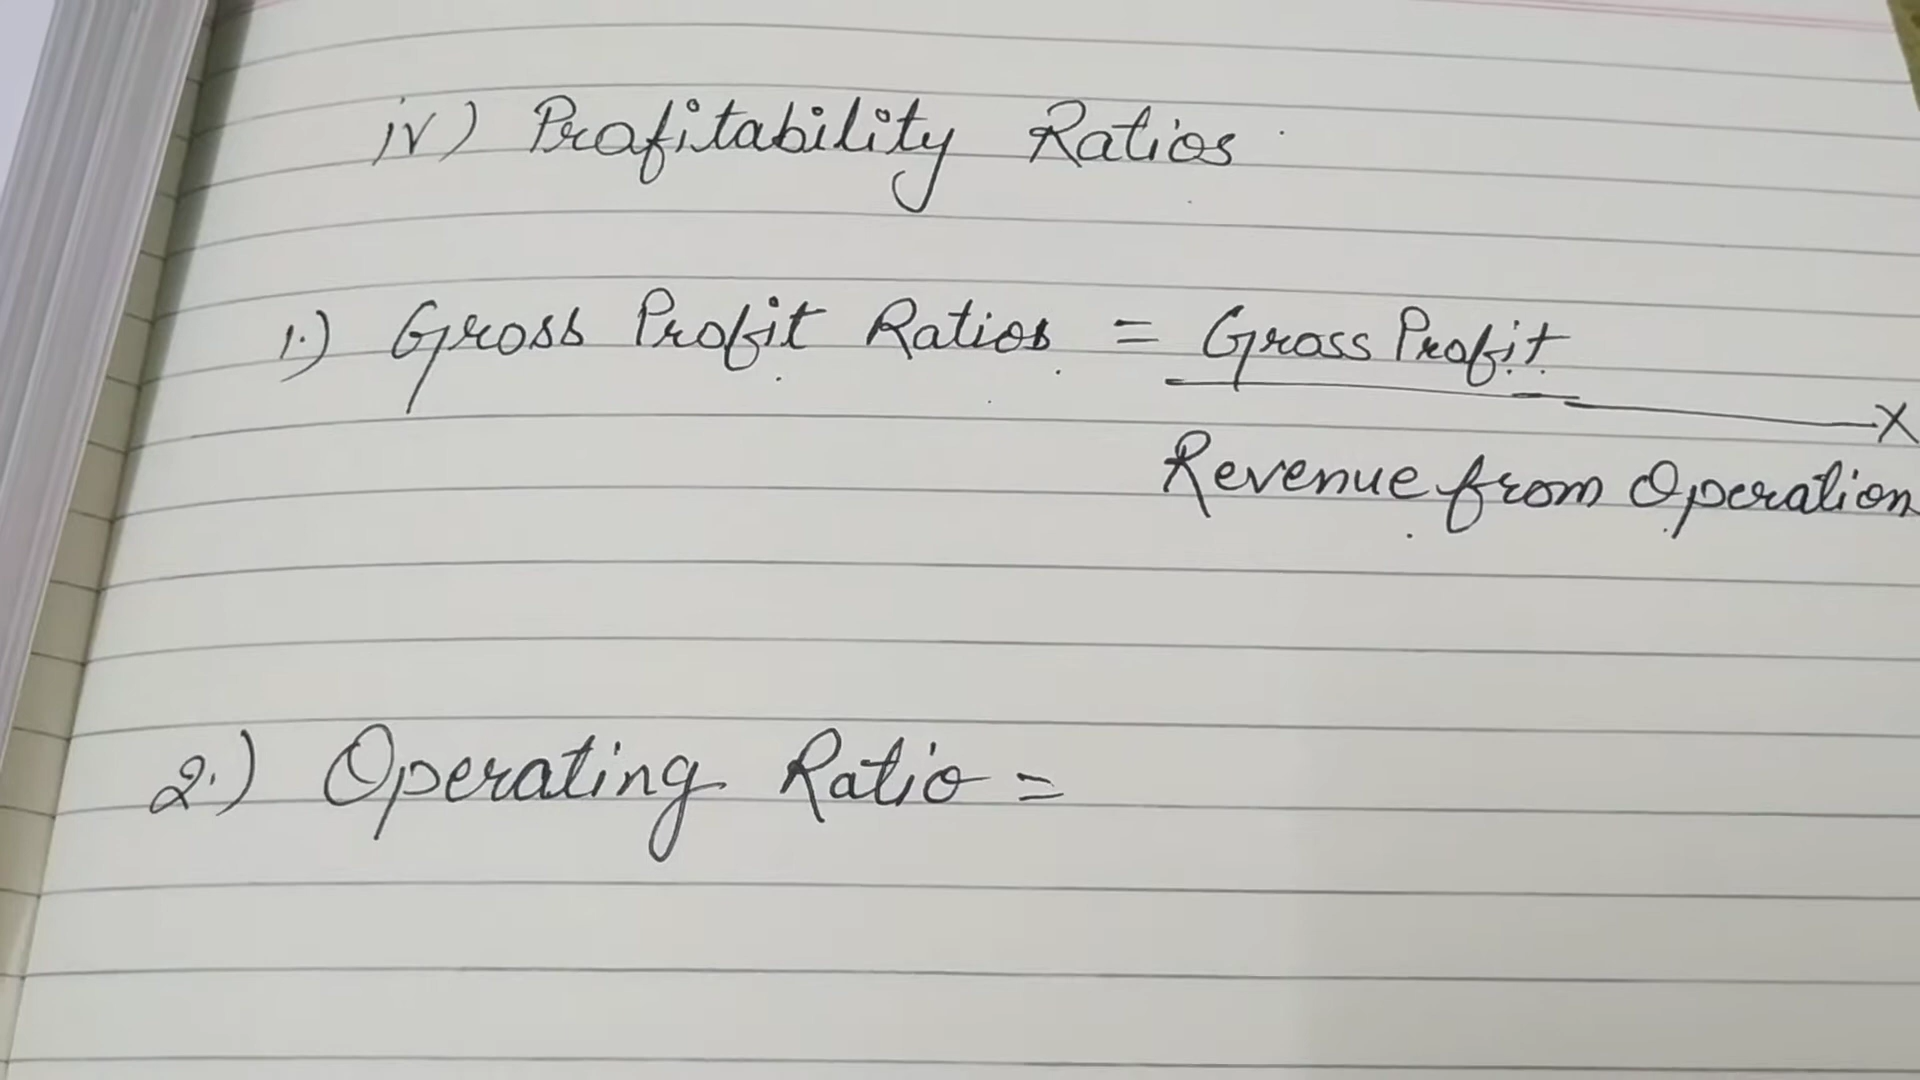 iv) Profitability Ratios
1.) Gross Profit Ratios = Gross Profit X
Revenue from Operation
2.) Operating Ratio =